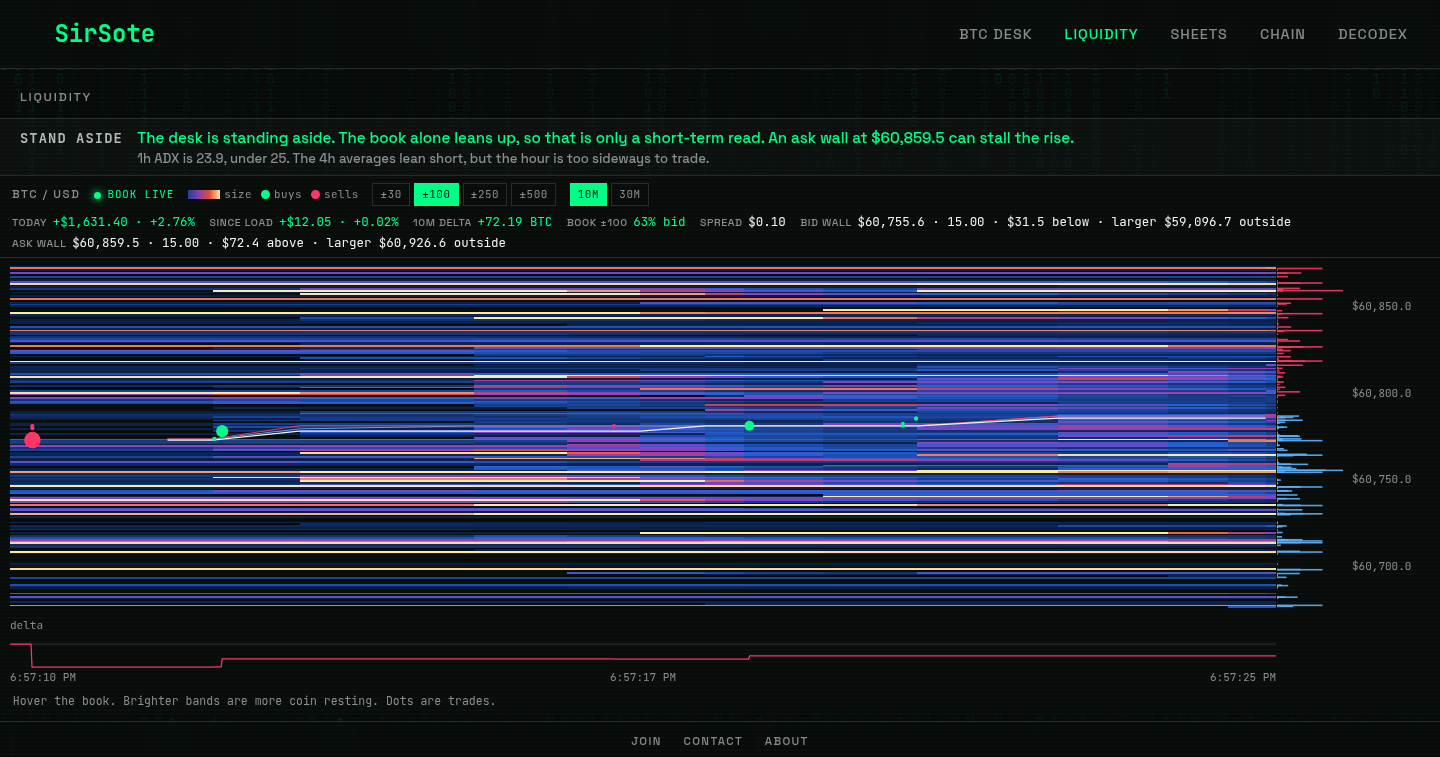 SirSote
BTC DESK LIQUIDITY SHEETS CHAIN DECODEX
LIQUIDITY
STAND ASIDE The desk is standing aside. The book alone leans up, so that is only a short-term read. An ask wall at $60,859.5 can stall the rise.
1h ADX is 23.9, under 25. The 4h averages lean short, but the hour is too sideways to trade.
BTC / USD BOOK LIVE size buys sells ±30 ±100 ±250 ±500 10M 30M
TODAY +$1,631.40 · +2.76% SINCE LOAD +$12.05 · +0.02% 10M DELTA +72.19 BTC BOOK ±100 63% bid SPREAD $0.10 BID WALL $60,755.6 · 15.00 · $31.5 below · larger $59,096.7 outside
ASK WALL $60,859.5 · 15.00 · $72.4 above · larger $60,926.6 outside
$60,850.0
$60,800.0
$60,750.0
$60,700.0
delta
6:57:10 PM 6:57:17 PM 6:57:25 PM
Hover the book. Brighter bands are more coin resting. Dots are trades.
JOIN CONTACT ABOUT